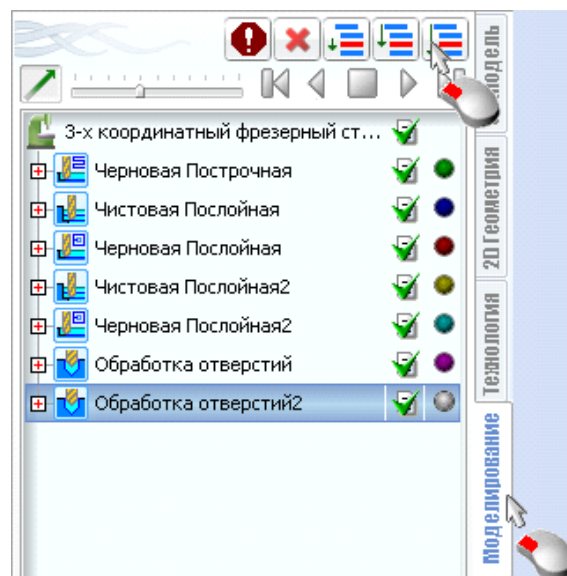 3-х координатный фрезерный ст...
Черновая Построчная
Чистовая Послойная
Черновая Послойная
Чистовая Послойная2
Черновая Послойная2
Обработка отверстий
Обработка отверстий2
2D Геометрия
Технология
Моделирование